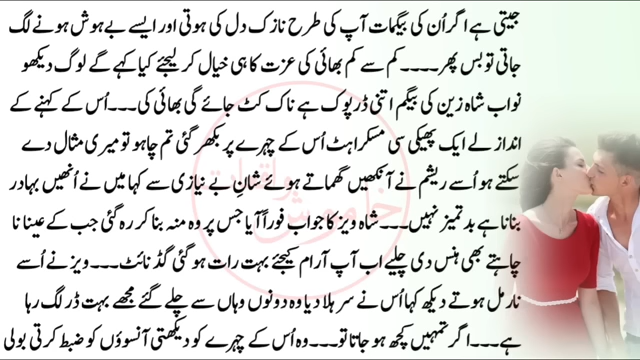 جیتی ہے اگر اُن کی بیگمات آپ کی طرح نازک دل کی ہوتی اور ایسے بے ہوش ہونے لگ
جاتی تو بس پھر ۔۔۔۔ کم سے کم بھائی کی عزت کا ہی خیال کر لیجئے کیا کہے گے لوگ دیکھو
نواب شاہ زین کی بیگم اتنی ڈرپوک ہے ناک کٹ جائے گی بھائی کی ۔۔۔ اُس کے کہنے کے
انداز لے ایک پھیکی سی مسکراہٹ اُس کے چہرے پر بکھر گئی تم چاہو تو میری مثال دے
سکتے ہو اُسے ریشم نے آنکھیں گھماتے ہوئے شانِ بے نیازی سے کہا میں نے اُنھیں بہادر
بنانا ہے بدتمیز نہیں ۔۔۔ شاہ ویز کا جواب فوراً آیا جس پر وہ منہ بنا کر رہ گئی جب کے عینا نا
چاہتے بھی ہنس دی چلیے اب آپ آرام کیجئے بہت رات ہو گئی گڈ نائٹ ۔۔۔ ویز نے اُسے
نارمل ہوتے دیکھ کہا اُس نے سر ہلا دیا وہ دونوں وہاں سے چلے گئے مجھے بہت ڈر لگ رہا
ہے ۔۔۔ اگر تمہیں کچھ ہو جاتا تو ۔۔۔ وہ اُس کے چہرے کو دیکھتی آنسوؤں کو ضبط کرتی بولی